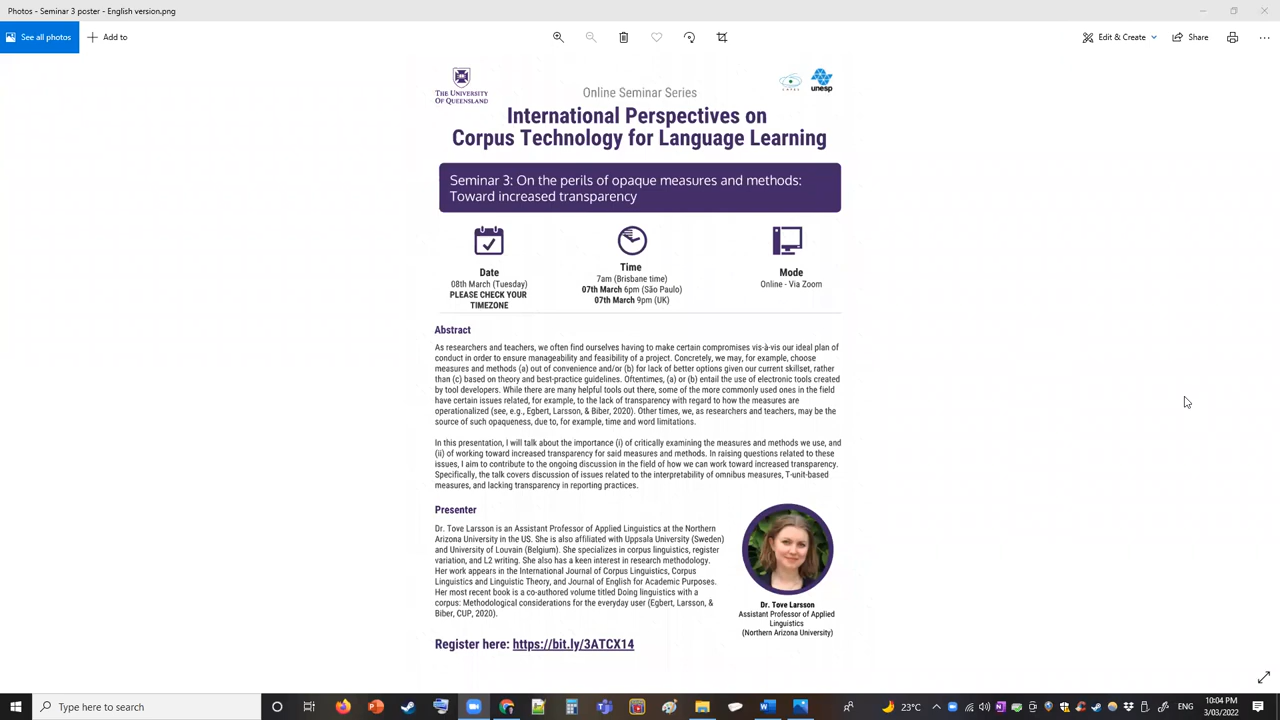 Photos - Seminar 3 poster - English version.png
See all photos
Add to
Edit & Create
Share
THE UNIVERSITY
OF QUEENSLAND
unesp
Online Seminar Series
International Perspectives on
Corpus Technology for Language Learning
Seminar 3: On the perils of opaque measures and methods:
Toward increased transparency
Date
08th March (Tuesday)
PLEASE CHECK YOUR
TIMEZONE
Time
7am (Brisbane time)
07th March 6pm (São Paulo)
07th March 9pm (UK)
Mode
Online - Via Zoom
Abstract
As researchers and teachers, we often find ourselves having to make certain compromises vis-à-vis our ideal plan of
conduct in order to ensure manageability and feasibility of a project. Concretely, we may, for example, choose
measures and methods (a) out of convenience and/or (b) for lack of better options given our current skillset, rather
than (c) based on theory and best-practice guidelines. Oftentimes, (a) or (b) entail the use of electronic tools created
by tool developers. While there are many helpful tools out there, some of the more commonly used ones in the field
have certain issues related, for example, to the lack of transparency with regard to how the measures are
operationalized (see, e.g., Egbert, Larsson, & Biber, 2020). Other times, we, as researchers and teachers, may be the
source of such opaqueness, due to, for example, time and word limitations.
In this presentation, I will talk about the importance (i) of critically examining the measures and methods we use, and
(ii) of working toward increased transparency for said measures and methods. In raising questions related to these
issues, I aim to contribute to the ongoing discussion in the field of how we can work toward increased transparency.
Specifically, the talk covers discussion of issues related to the interpretability of omnibus measures, T-unit-based
measures, and lacking transparency in reporting practices.
Presenter
Dr. Tove Larsson is an Assistant Professor of Applied Linguistics at the Northern
Arizona University in the US. She is also affiliated with Uppsala University (Sweden)
and University of Louvain (Belgium). She specializes in corpus linguistics, register
variation, and L2 writing. She also has a keen interest in research methodology.
Her work appears in the International Journal of Corpus Linguistics, Corpus
Linguistics and Linguistic Theory, and Journal of English for Academic Purposes.
Her most recent book is a co-authored volume titled Doing linguistics with a
corpus: Methodological considerations for the everyday user (Egbert, Larsson, &
Biber, CUP, 2020).
Dr. Tove Larsson
Assistant Professor of Applied
Linguistics
(Northern Arizona University)
Register here: https://bit.ly/3ATCX14
Type here to search
23°C
ENG
10:04 PM
3/03/2022